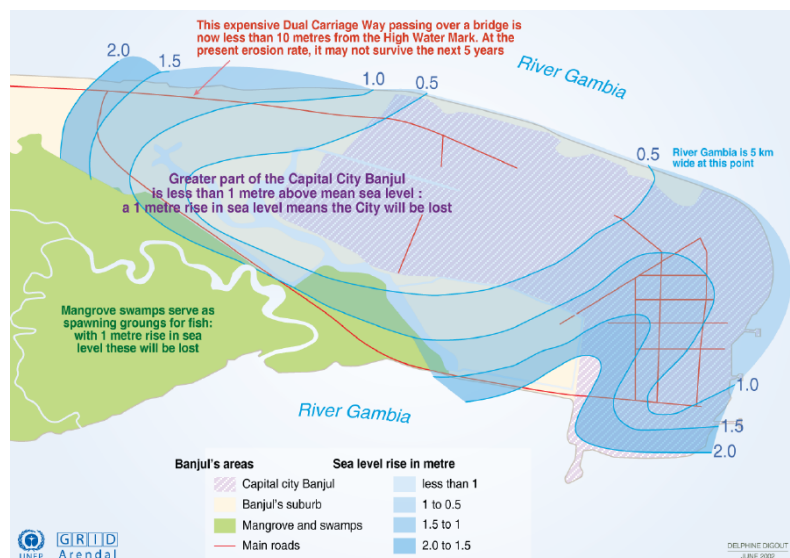 This expensive Dual Carriage Way passing over a bridge is
now less than 10 metres from the High Water Mark. At the
present erosion rate, it may not survive the next 5 years
2.0
1.5
1.0
0.5
River Gambia
0.5
River Gambia is 5 km
wide at this point
Greater part of the Capital City Banjul
is less than 1 metre above mean sea level :
a 1 metre rise in sea level means the City will be lost
Mangrove swamps serve as
spawning groungs for fish:
with 1 metre rise in sea
level these will be lost
1.0
1.5
2.0
River Gambia
Banjul's areas
Capital city Banjul
Banjul's suburb
Mangrove and swamps
Main roads
Sea level rise in metre
less than 1
1 to 0.5
1.5 to 1
2.0 to 1.5
UNEP
GRID
Arendal
DELPHINE DIGOUT
JUNE 2002